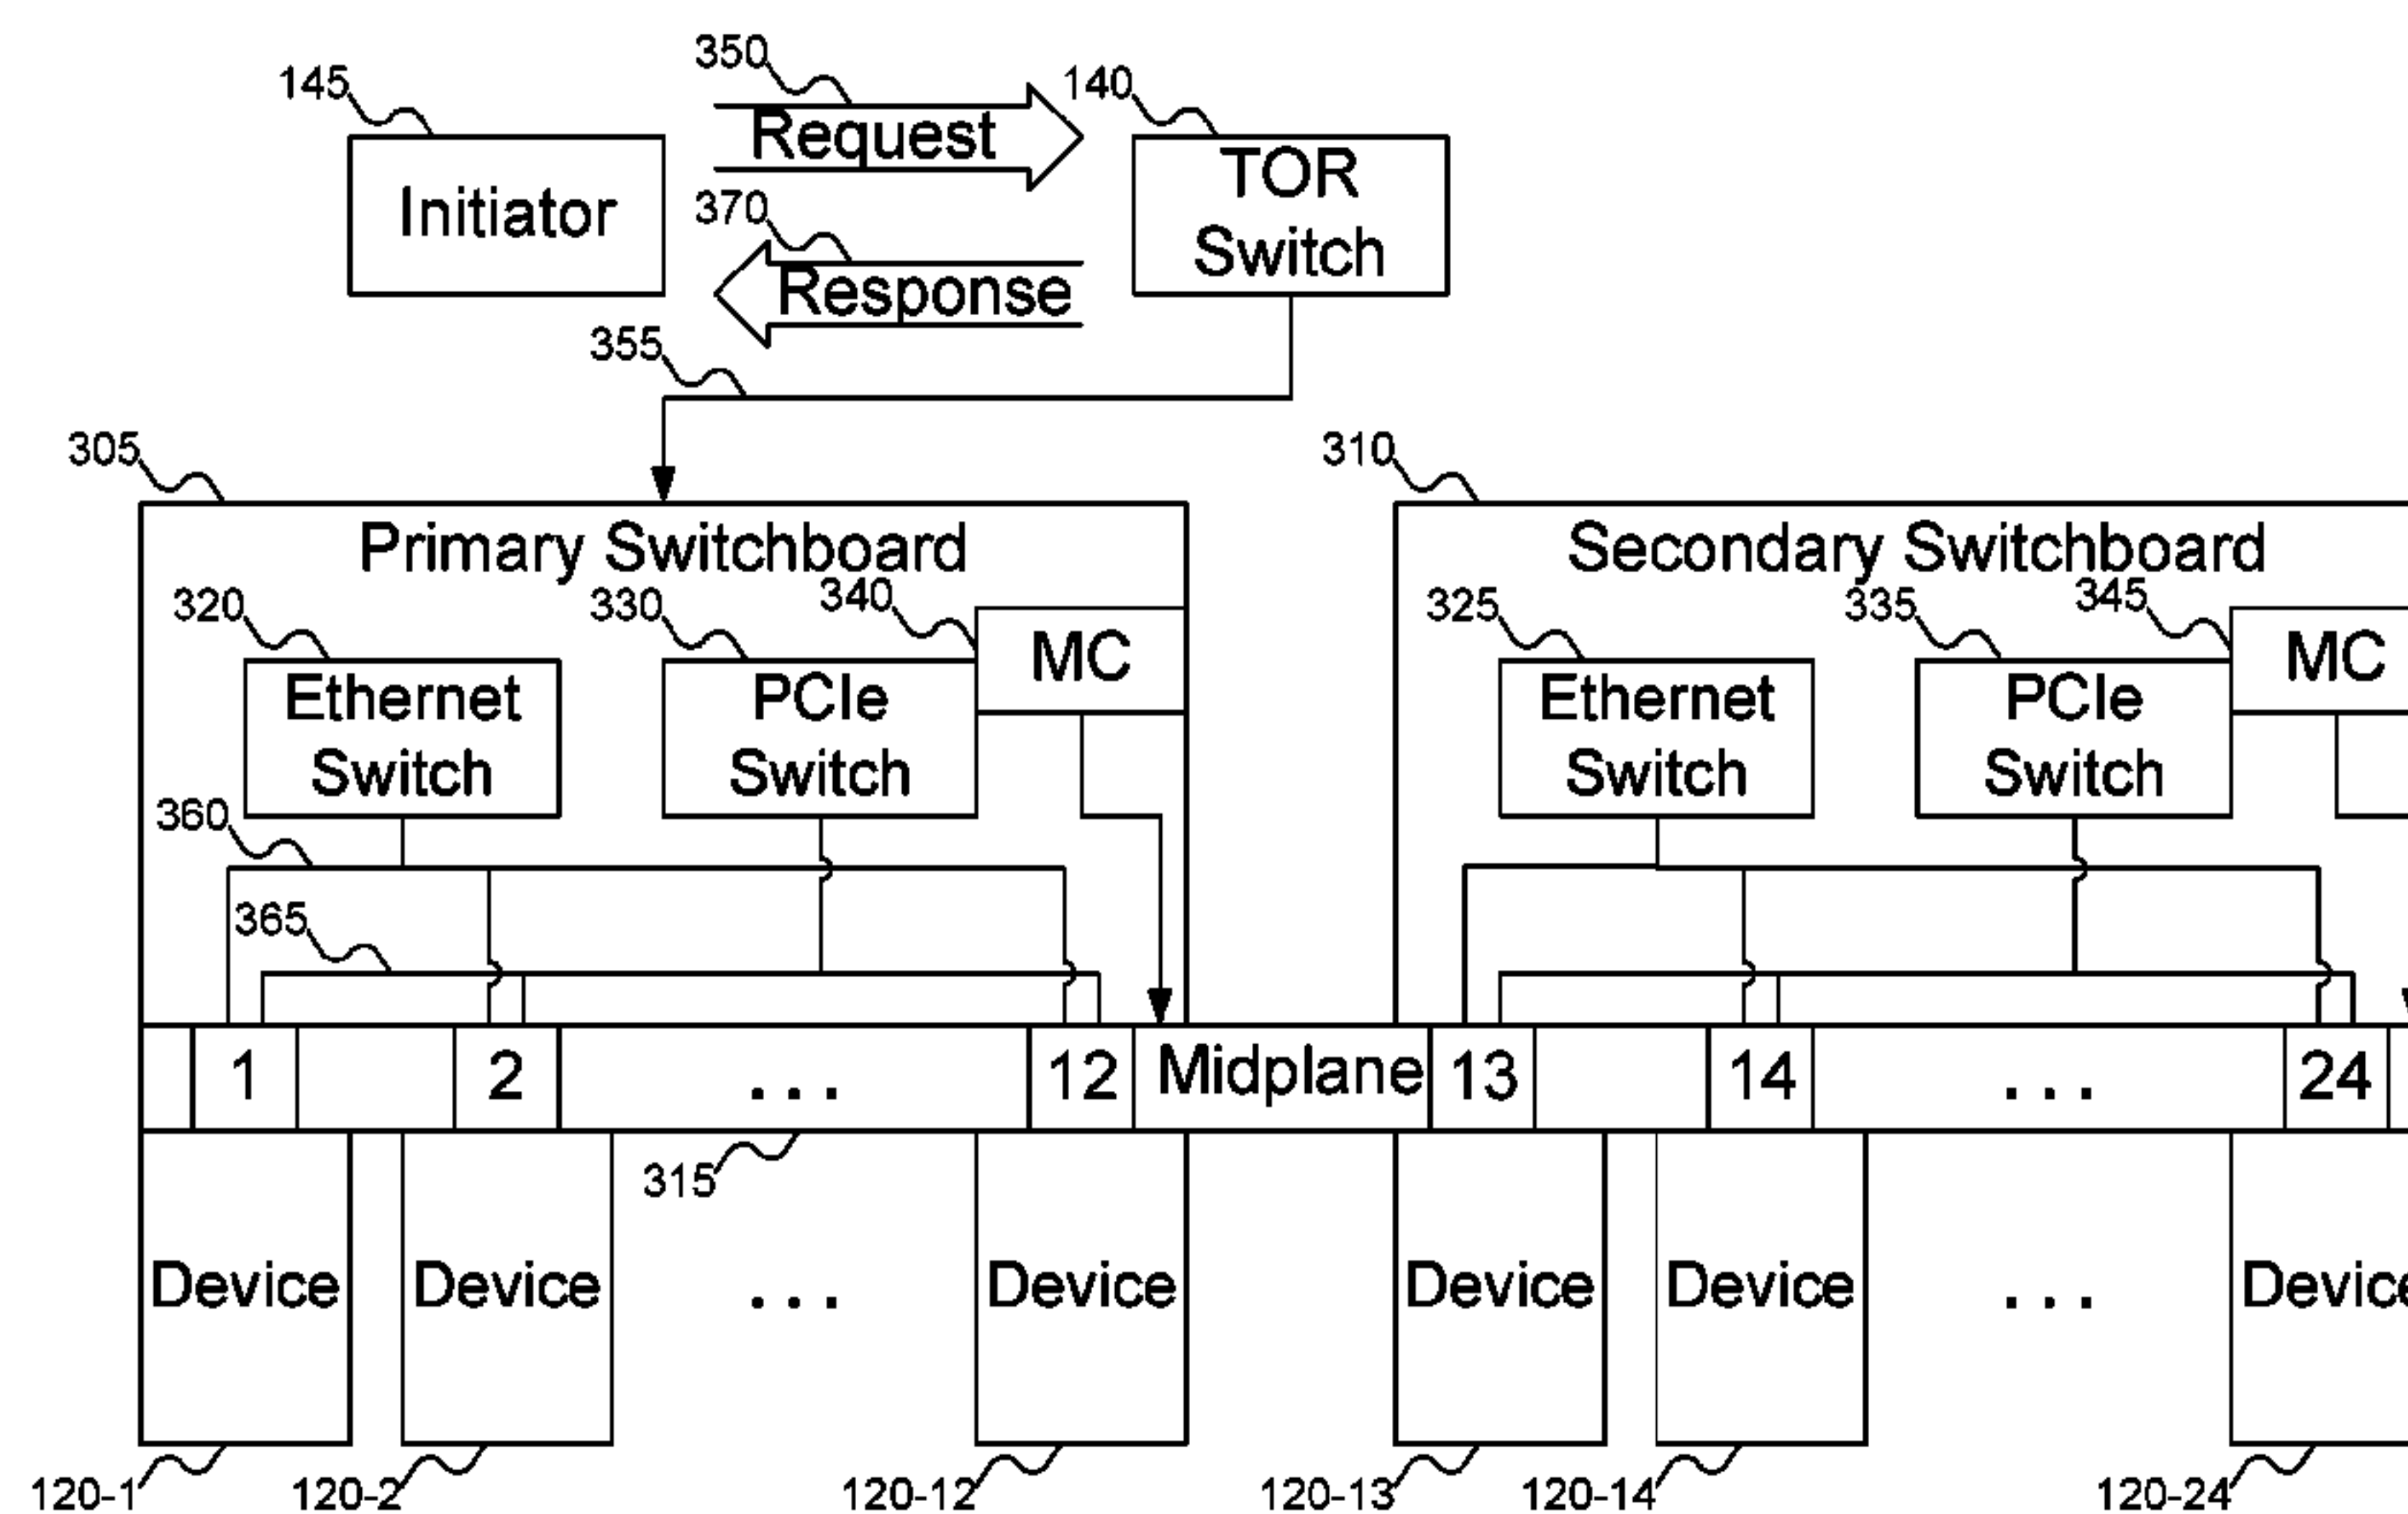 350
145
140
Request
TOR
Switch
Initiator
370
Response
355
305
310
Primary Switchboard
Secondary Switchboard
320
330
340
MC
325
335
345
MC
Ethernet
Switch
PCIe
Switch
Ethernet
Switch
PCIe
Switch
360
365
1
2
...
12
Midplane
13
14
...
24
315
Device
Device
...
Device
Device
Device
...
Device
120-1
120-2
120-12
120-13
120-14
120-24